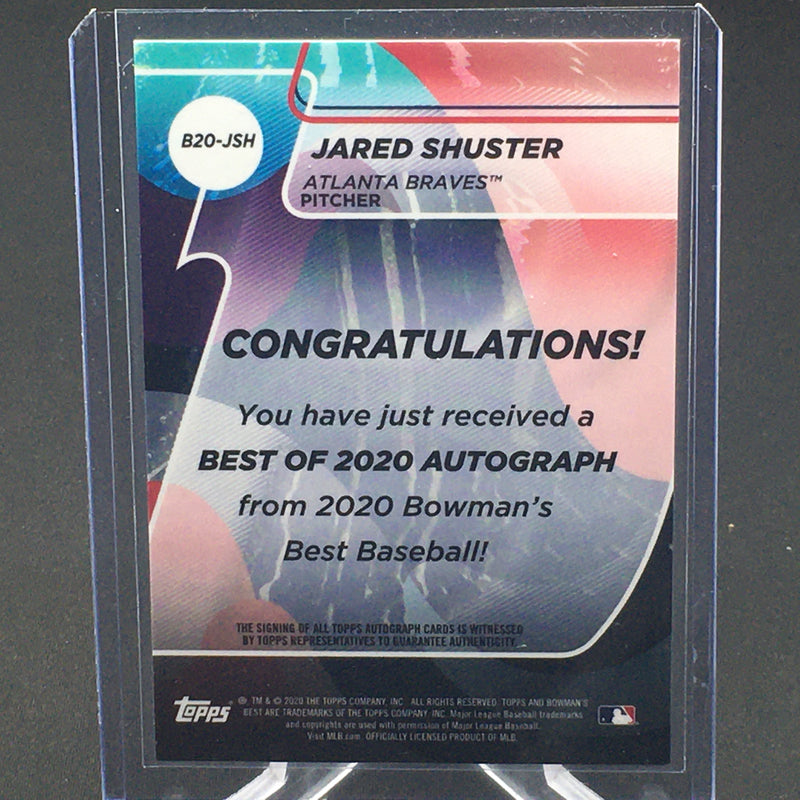 B20-JSH
JARED SHUSTER
ATLANTA BRAVES™
PITCHER
CONGRATULATIONS!
You have just received a
BEST OF 2020 AUTOGRAPH
from 2020 Bowman's
Best Baseball!
THE SIGNING OF ALL TOPPS AUTOGRAPH CARDS IS WITNESSED
BY TOPPS REPRESENTATIVES TO GUARANTEE AUTHENTICITY.
topps
® , TM & © 2020 THE TOPPS COMPANY, INC. ALL RIGHTS RESERVED. TOPPS AND BOWMAN'S
BEST ARE TRADEMARKS OF THE TOPPS COMPANY, INC. Major League Baseball trademarks
and copyrights are used with permission of Major League Baseball.
Visit MLB.com. OFFICIALLY LICENSED PRODUCT OF MLB.